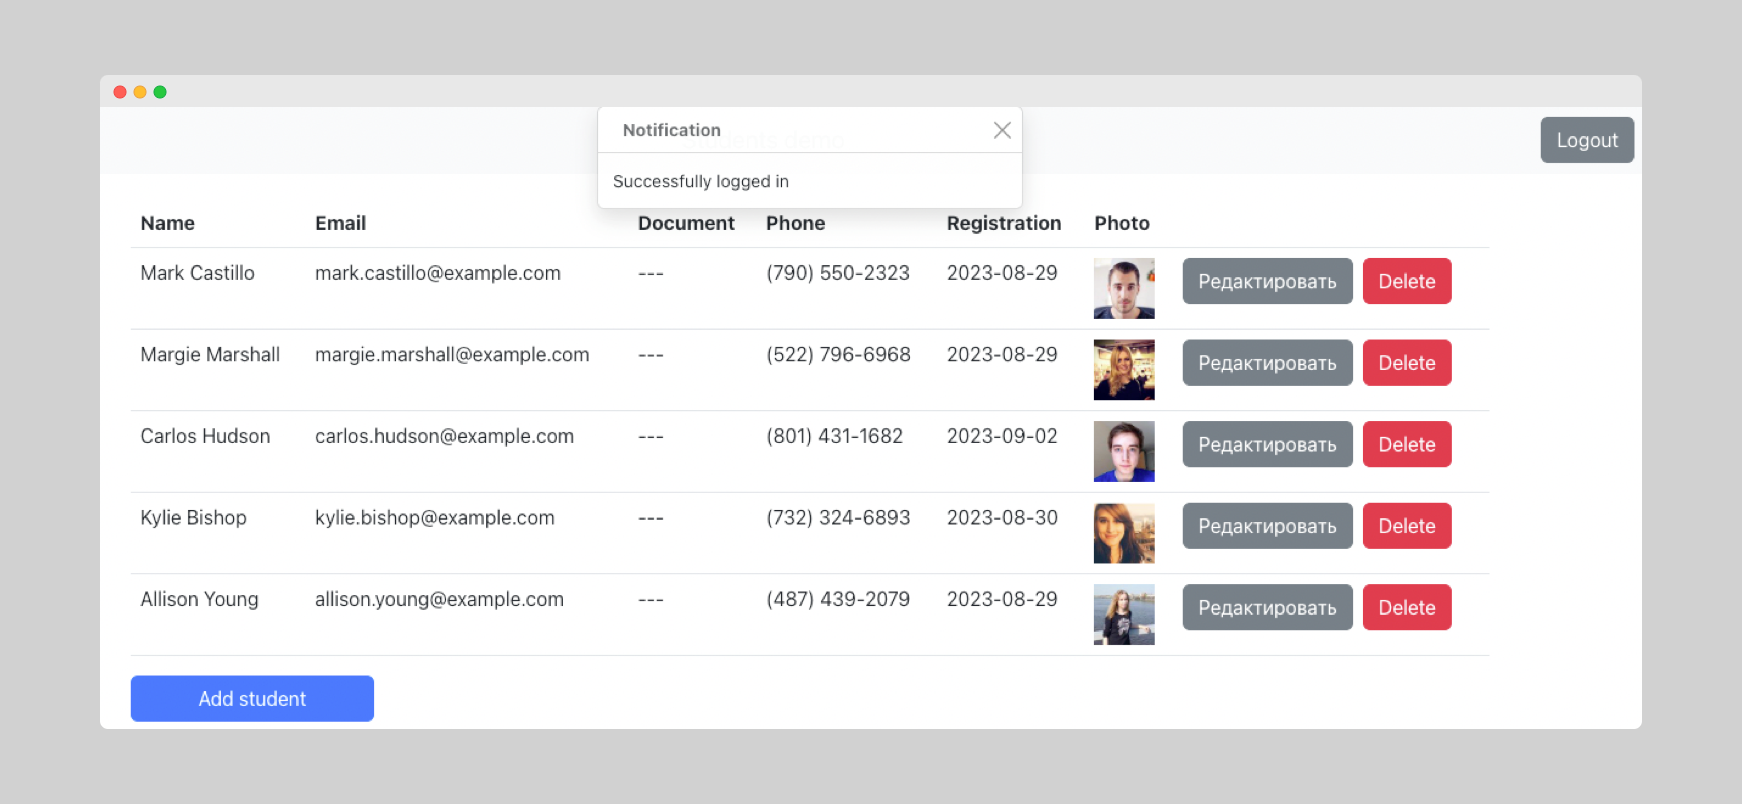 Notification
Logout
Successfully logged in
Name Email Document Phone Registration Photo
Mark Castillo mark.castillo@example.com --- (790) 550-2323 2023-08-29 Редактировать Delete
Margie Marshall margie.marshall@example.com --- (522) 796-6968 2023-08-29 Редактировать Delete
Carlos Hudson carlos.hudson@example.com --- (801) 431-1682 2023-09-02 Редактировать Delete
Kylie Bishop kylie.bishop@example.com --- (732) 324-6893 2023-08-30 Редактировать Delete
Allison Young allison.young@example.com --- (487) 439-2079 2023-08-29 Редактировать Delete
Add student